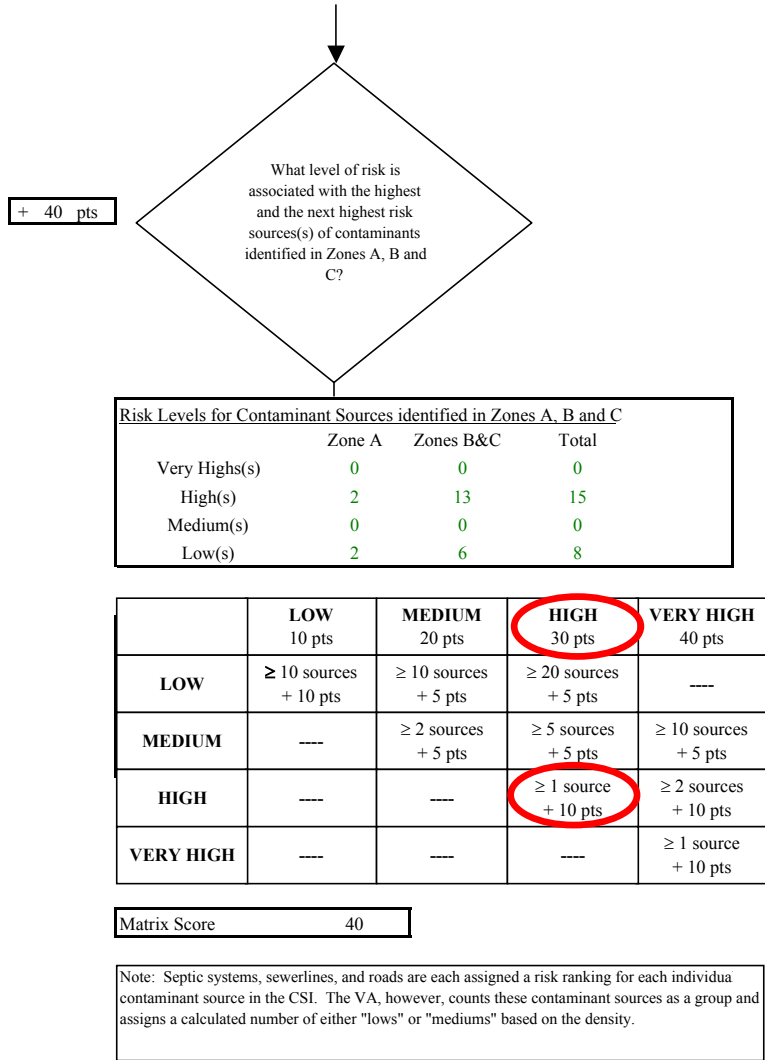 What level of risk is
associated with the highest
+ 40 pts
and the next highest risk
sources(s) of contaminants
identified in Zones A, B and
C?
Risk Levels for Contaminant Sources identified in Zones A, B and C
Zone A Zones B&C Total
Very Highs(s) 0 0 0
High(s) 2 13 15
Medium(s) 0 0 0
Low(s) 2 6 8
LOW MEDIUM HIGH VERY HIGH
10 pts 20 pts 30 pts 40 pts
LOW ≥ 10 sources + 10 pts ≥ 10 sources + 5 pts ≥ 20 sources + 5 pts ----
MEDIUM ---- ≥ 2 sources + 5 pts ≥ 5 sources + 5 pts ≥ 10 sources + 5 pts
HIGH ---- ---- ≥ 1 source + 10 pts ≥ 2 sources + 10 pts
VERY HIGH ---- ---- ---- ≥ 1 source + 10 pts
Matrix Score 40
Note: Septic systems, sewerlines, and roads are each assigned a risk ranking for each individua
contaminant source in the CSI. The VA, however, counts these contaminant sources as a group and
assigns a calculated number of either "lows" or "mediums" based on the density.